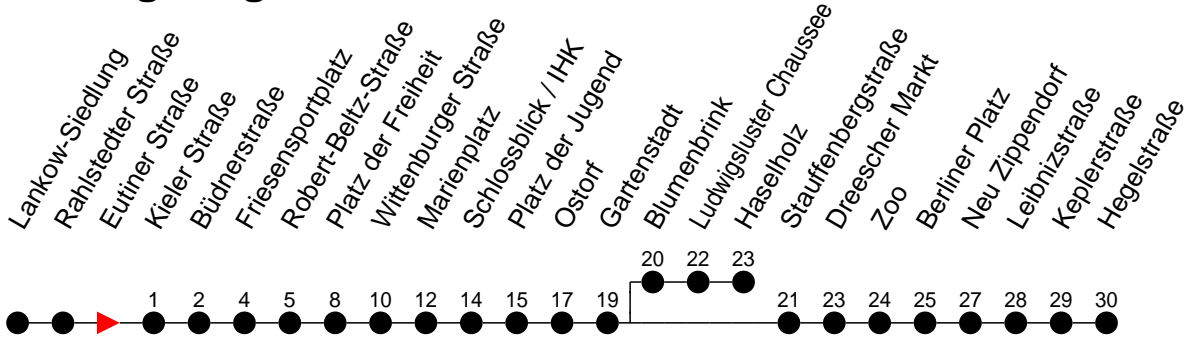 Lankow-Siedlung
Rahlstedter Straße
Eutiner Straße
Kieler Straße
Büdnerstraße
Friesensportplatz
Robert-Beltz-Straße
Platz der Freiheit
Wittenburger Straße
Marienplatz
Schlossblick / IHK
Platz der Jugend
Ostorf
Gartenstadt
Blumenbrink
Ludwigsluster Chaussee
Haselholz
Stauffenbergstraße
Dreescher Markt
Zoo
Berliner Platz
Neu Zippendorf
Leibnizstraße
Keplerstraße
Hegelstraße
20 22 23
1 2 4 5 8 10 12 14 15 17 19 21 23 24 25 27 28 29 30